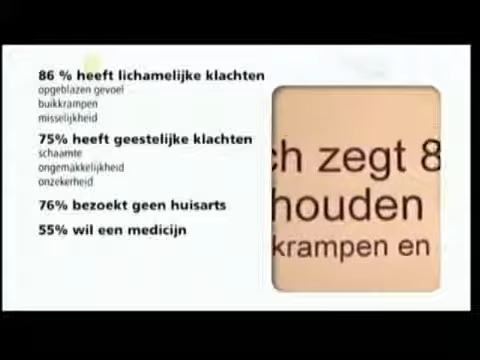 86 % heeft lichamelijke klachten
opgeblazen gevoel
buikkrampen
misselijkheid
75% heeft geestelijke klachten
schaamte
ongemakkelijkheid
onzekerheid
76% bezoekt geen huisarts
55% wil een medicijn
ch zegt 8
houden
krampen en